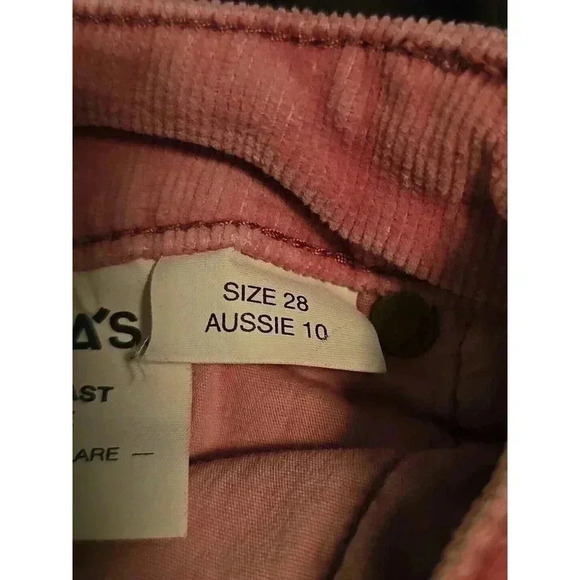 SIZE 28
AUSSIE 10
A'S
AST
ARE —